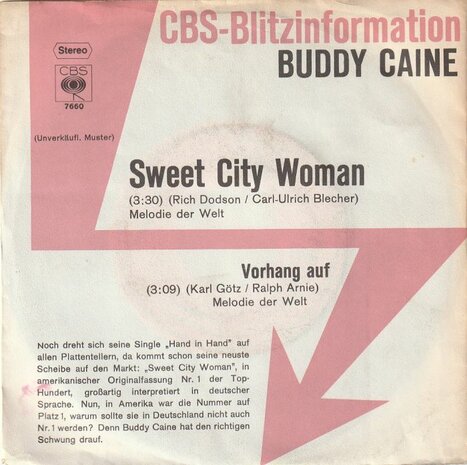 CBS-Blitzinformation
BUDDY CAINE
Stereo
CBS
7660
(Unverkäufl. Muster)
Sweet City Woman
(3:30) (Rich Dodson / Carl-Ulrich Blecher)
Melodie der Welt
Vorhang auf
(3:09) (Karl Götz / Ralph Arnie)
Melodie der Welt
Noch dreht sich seine Single „Hand in Hand" auf
allen Plattentellern, da kommt schon seine neuste
Scheibe auf den Markt: „Sweet City Woman", in
amerikanischer Originalfassung Nr. 1 der Top-
Hundert, großartig interpretiert in deutscher
Sprache. Nun, in Amerika war die Nummer auf
Platz 1, warum sollte sie in Deutschland nicht auch
Nr. 1 werden? Denn Buddy Caine hat den richtigen
Schwung drauf.